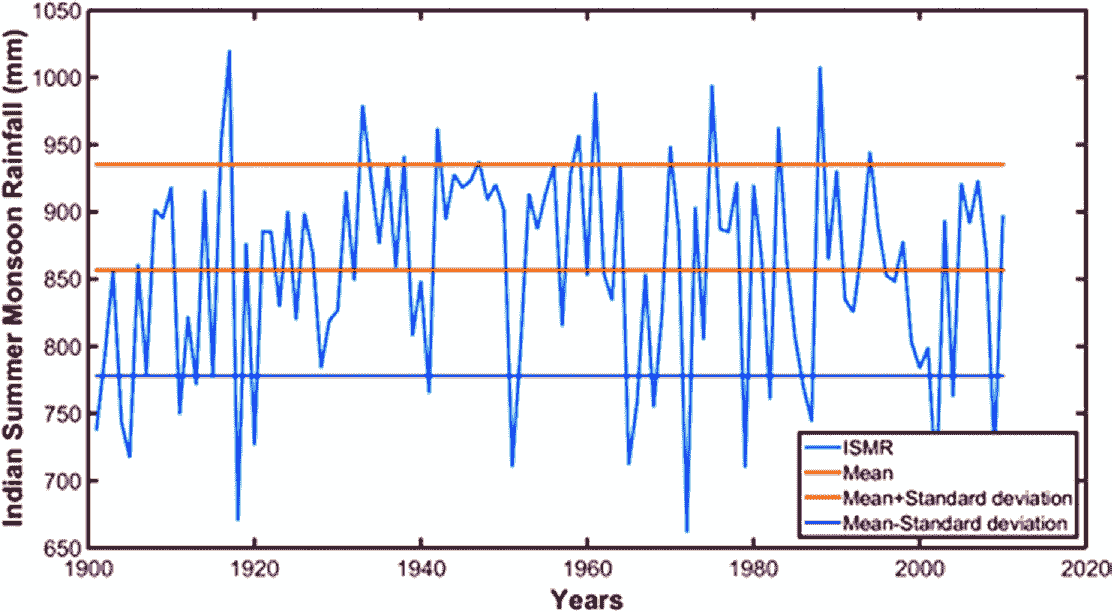 Indian Summer Monsoon Rainfall (mm)
1050
1000
950
900
850
800
750
700
650
ISMR
Mean
Mean+Standard deviation
Mean-Standard deviation
1900
1920
1940
1960
1980
2000
2020
Years